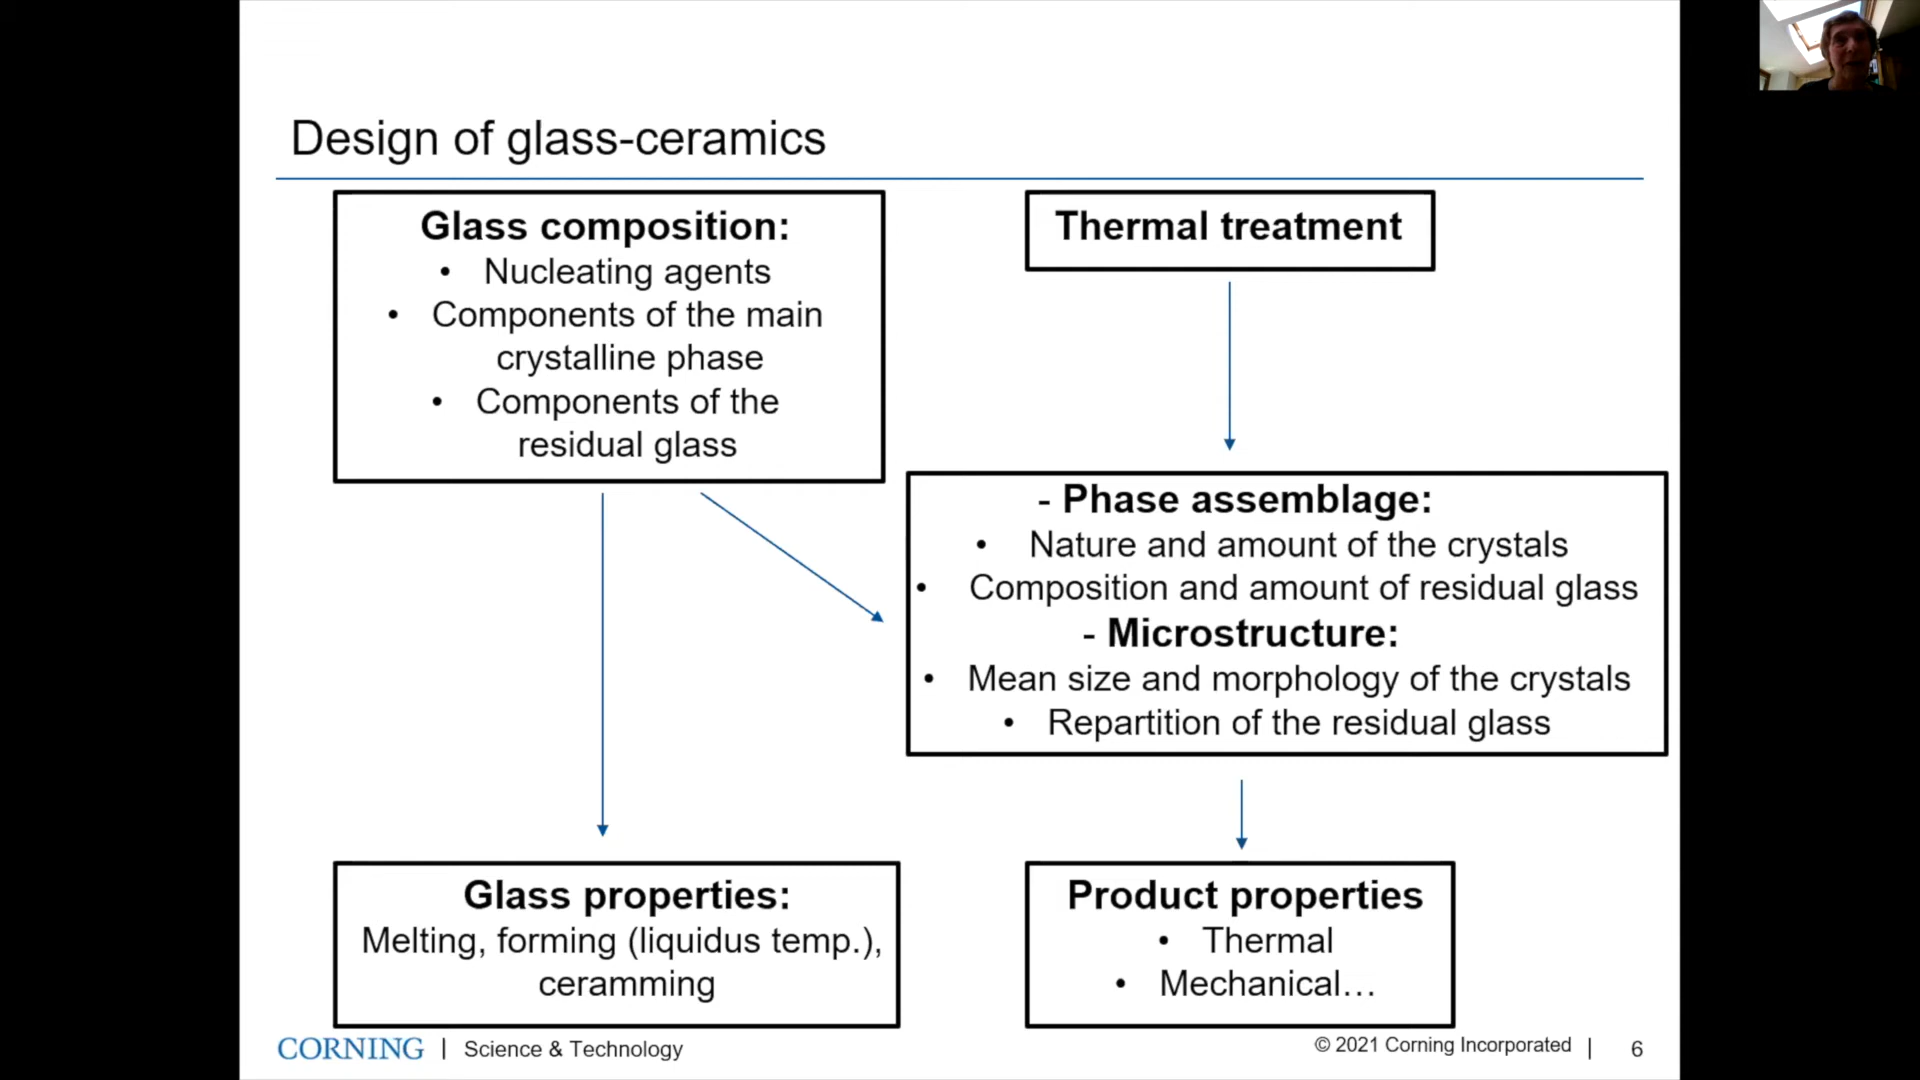 Design of glass-ceramics
Glass composition:
• Nucleating agents
• Components of the main
crystalline phase
• Components of the
residual glass
Thermal treatment
- Phase assemblage:
• Nature and amount of the crystals
• Composition and amount of residual glass
- Microstructure:
• Mean size and morphology of the crystals
• Repartition of the residual glass
Glass properties:
Melting, forming (liquidus temp.),
ceramming
Product properties
• Thermal
• Mechanical…
CORNING | Science & Technology
© 2021 Corning Incorporated | 6